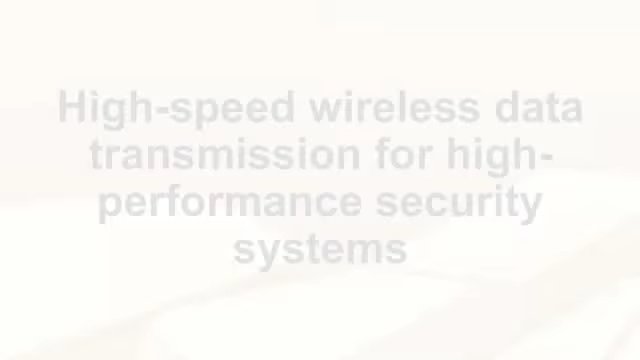 High-speed wireless data
transmission for high-
performance security
systems